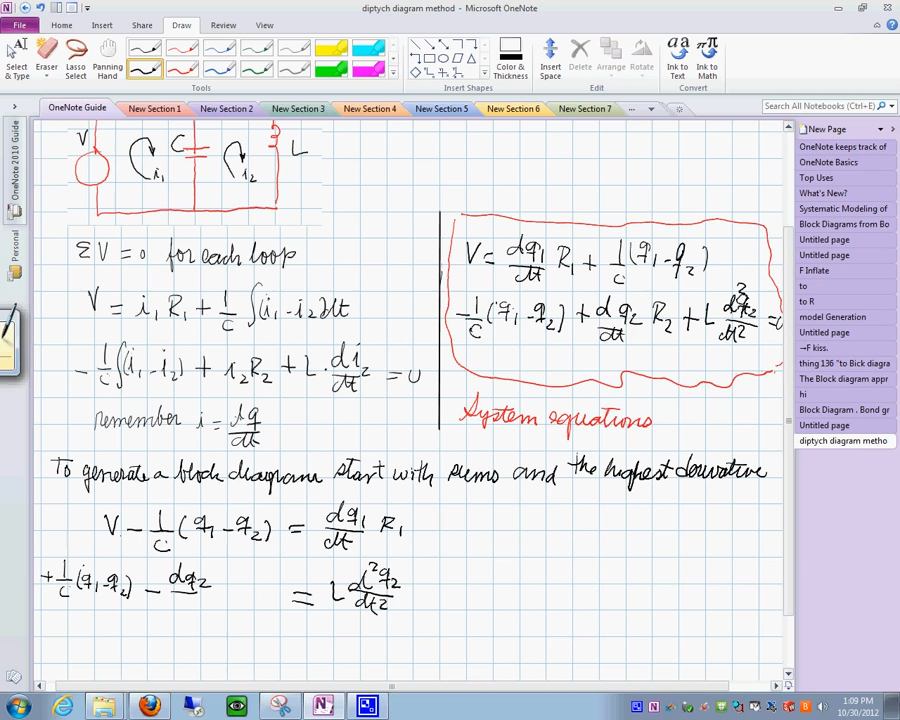 diptych diagram method - Microsoft OneNote
File Home Insert Share Draw Review View
Select & Type Eraser Lasso Select Panning Hand Color & Thickness Insert Space Delete Arrange Rotate Ink to Text Ink to Math
Tools Insert Shapes Edit Convert
OneNote Guide New Section 1 New Section 2 New Section 3 New Section 4 New Section 5 New Section 6 New Section 7 ... Search All Notebooks (Ctrl+E)
OneNote 2010 Guide
Personal
New Page
OneNote keeps track of
OneNote Basics
Top Uses
What's New?
Systematic Modeling of
Block Diagrams from Bo
Untitled page
Untitled page
F Inflate
to
to R
model Generation
Untitled page
→F kiss.
thing 136 "to Bick diagra
The Block diagram appr
hi
Block Diagram . Bond gr
Untitled page
diptych diagram metho
V i₁ C i₂ L
ΣV=0 for each loop
V = i₁R₁ + 1/C ∫(i₁-i₂)dt
- 1/C ∫(i₁-i₂) + i₂R₂ + L . di₂/dt = 0
remember i = dq/dt
V = dq₁/dt R₁ + 1/C (q₁-q₂)
-1/C (q₁-q₂) + dq₂/dt R₂ + L d²q₂/dt² = 0
System equations
To generate a block diagrams start with sums and the highest derivative
V - 1/C (q₁-q₂) = dq₁/dt R₁
+1/C (q₁-q₂) - dq₂ = L d²q₂/dt²
1:09 PM
10/30/2012